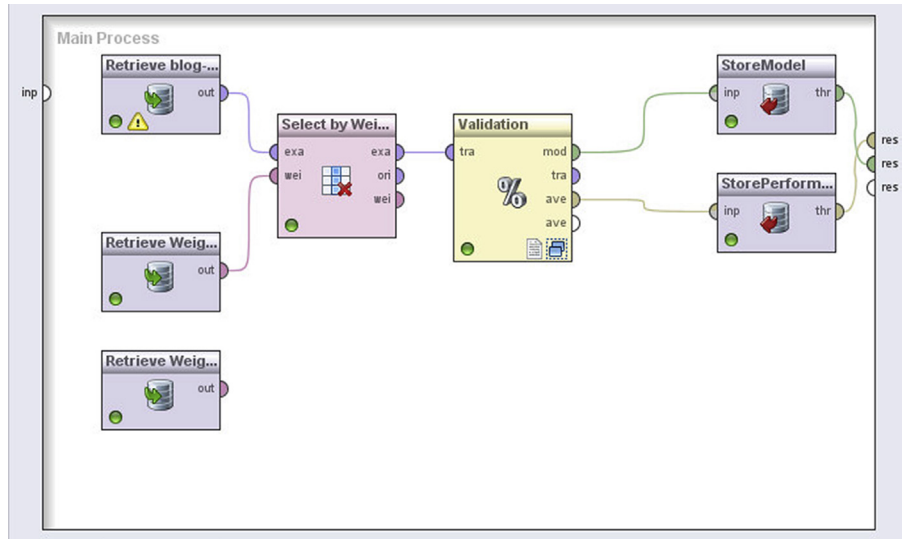 Main Process
Retrieve blog-...
inp
out
Select by Wei...
exa
exa
wei
ori
wei
Validation
tra
mod
tra
ave
ave
%
StoreModel
inp
thr
StorePerform...
inp
thr
res
res
res
Retrieve Weig...
out
Retrieve Weig...
out